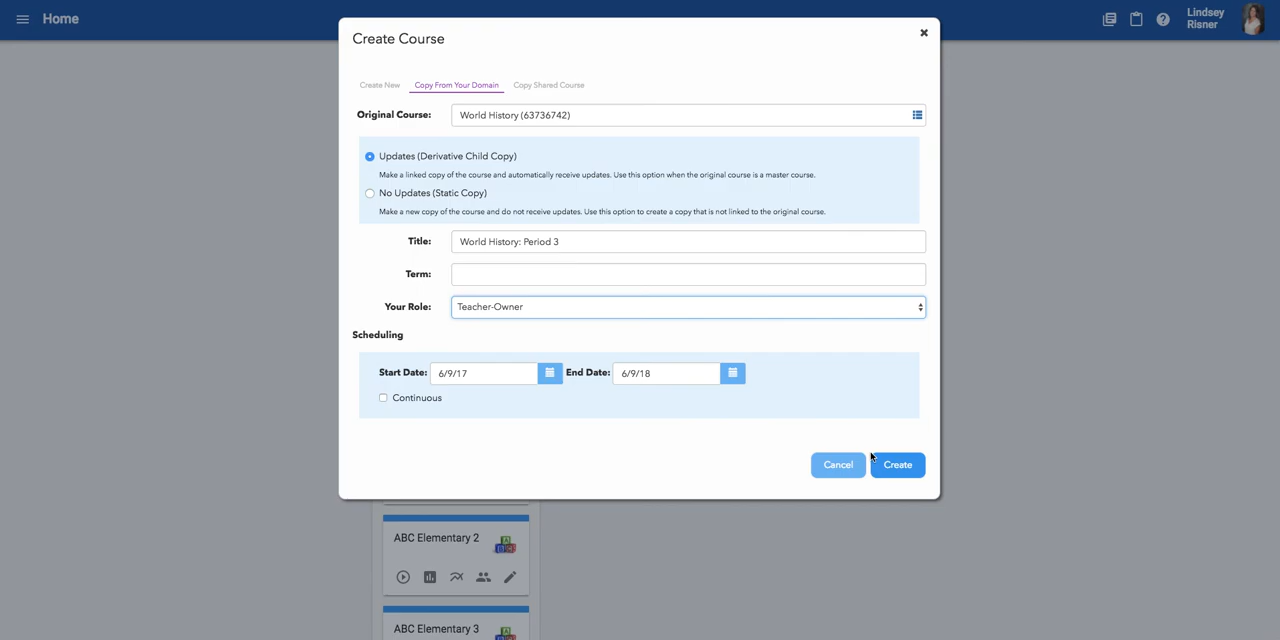 Home
Lindsey
Risner
Create Course
Create New
Copy From Your Domain
Copy Shared Course
Original Course:
World History (63736742)
Updates (Derivative Child Copy)
Make a linked copy of the course and automatically receive updates. Use this option when the original course is a master course.
No Updates (Static Copy)
Make a new copy of the course and do not receive updates. Use this option to create a copy that is not linked to the original course.
Title:
World History: Period 3
Term:
Your Role:
Teacher-Owner
Scheduling
Start Date:
6/9/17
End Date:
6/9/18
Continuous
Cancel
Create
ABC Elementary 2
ABC Elementary 3